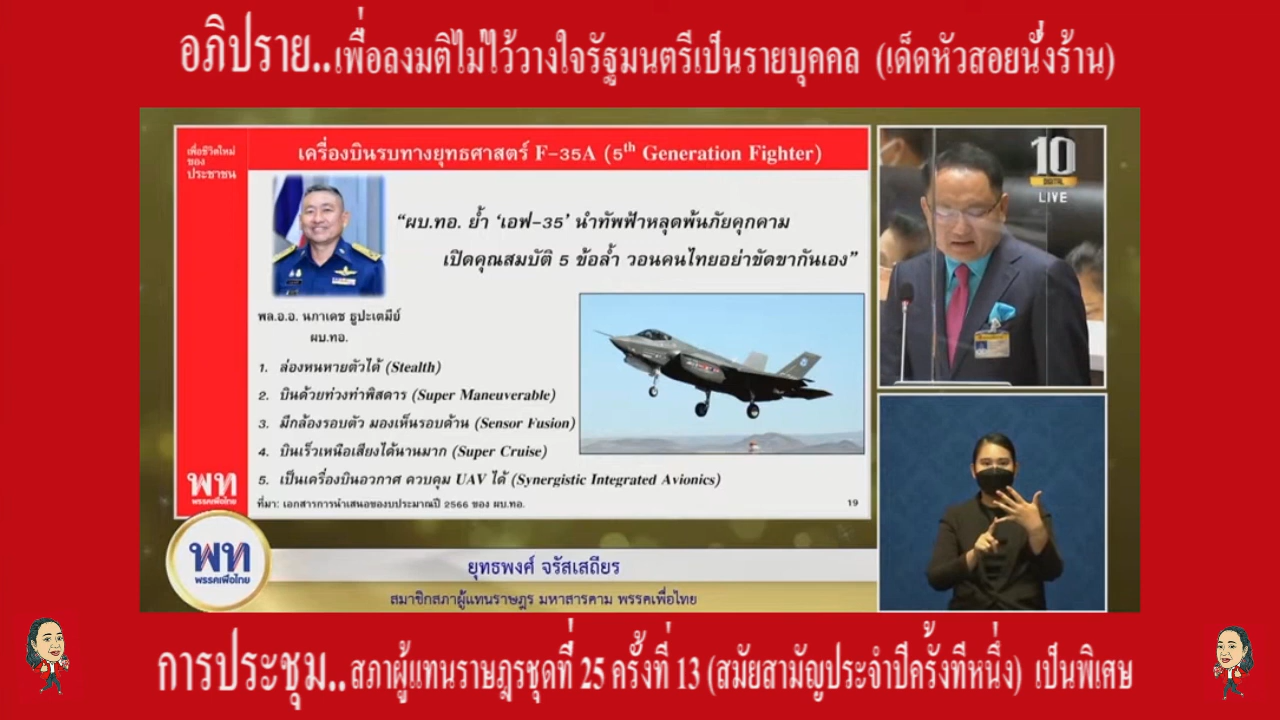 อภิปราย..เพื่อลงมติไม่ไว้วางใจรัฐมนตรีเป็นรายบุคคล (เด็ดหัวสอยนั่งร้าน)
เพื่อชีวิตใหม่
ของ
ประชาชน
เครื่องบินรบทางยุทธศาสตร์ F-35A (5th Generation Fighter)
“ผบ.ทอ. ย้ำ ‘เอฟ-35’ นำทัพฟ้าหลุดพ้นภัยคุกคาม
เปิดคุณสมบัติ 5 ข้อล้ำ วอนคนไทยอย่าขัดขากันเอง”
พล.อ.อ. นภาเดช ธูปะเตมีย์
ผบ.ทอ.
1. ล่องหนหายตัวได้ (Stealth)
2. บินด้วยท่วงท่าพิสดาร (Super Maneuverable)
3. มีกล้องรอบตัว มองเห็นรอบด้าน (Sensor Fusion)
4. บินเร็วเหนือเสียงได้นานมาก (Super Cruise)
5. เป็นเครื่องบินอวกาศ ควบคุม UAV ได้ (Synergistic Integrated Avionics)
ที่มา: เอกสารการนำเสนอของบประมาณปี 2566 ของ ผบ.ทอ.
19
พท
พรรคเพื่อไทย
10
DIGITAL
LIVE
พท
พรรคเพื่อไทย
ยุทธพงศ์ จรัสเสถียร
สมาชิกสภาผู้แทนราษฎร มหาสารคาม พรรคเพื่อไทย
การประชุม..สภาผู้แทนราษฎรชุดที่ 25 ครั้งที่ 13 (สมัยสามัญประจำปีครั้งทีหนึ่ง) เป็นพิเศษ